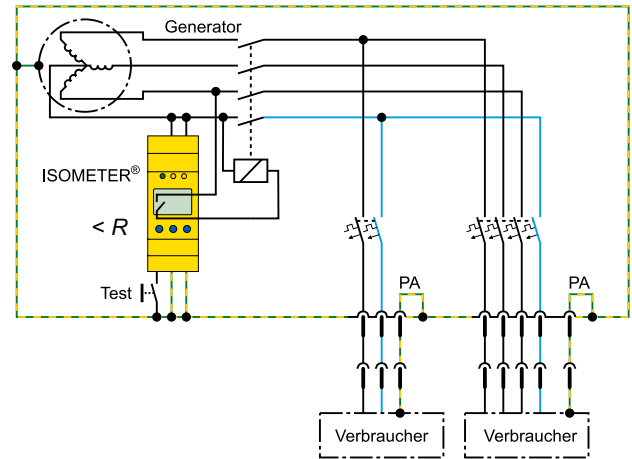 Generator
ISOMETER®
< R
Test
PA
PA
Verbraucher
Verbraucher